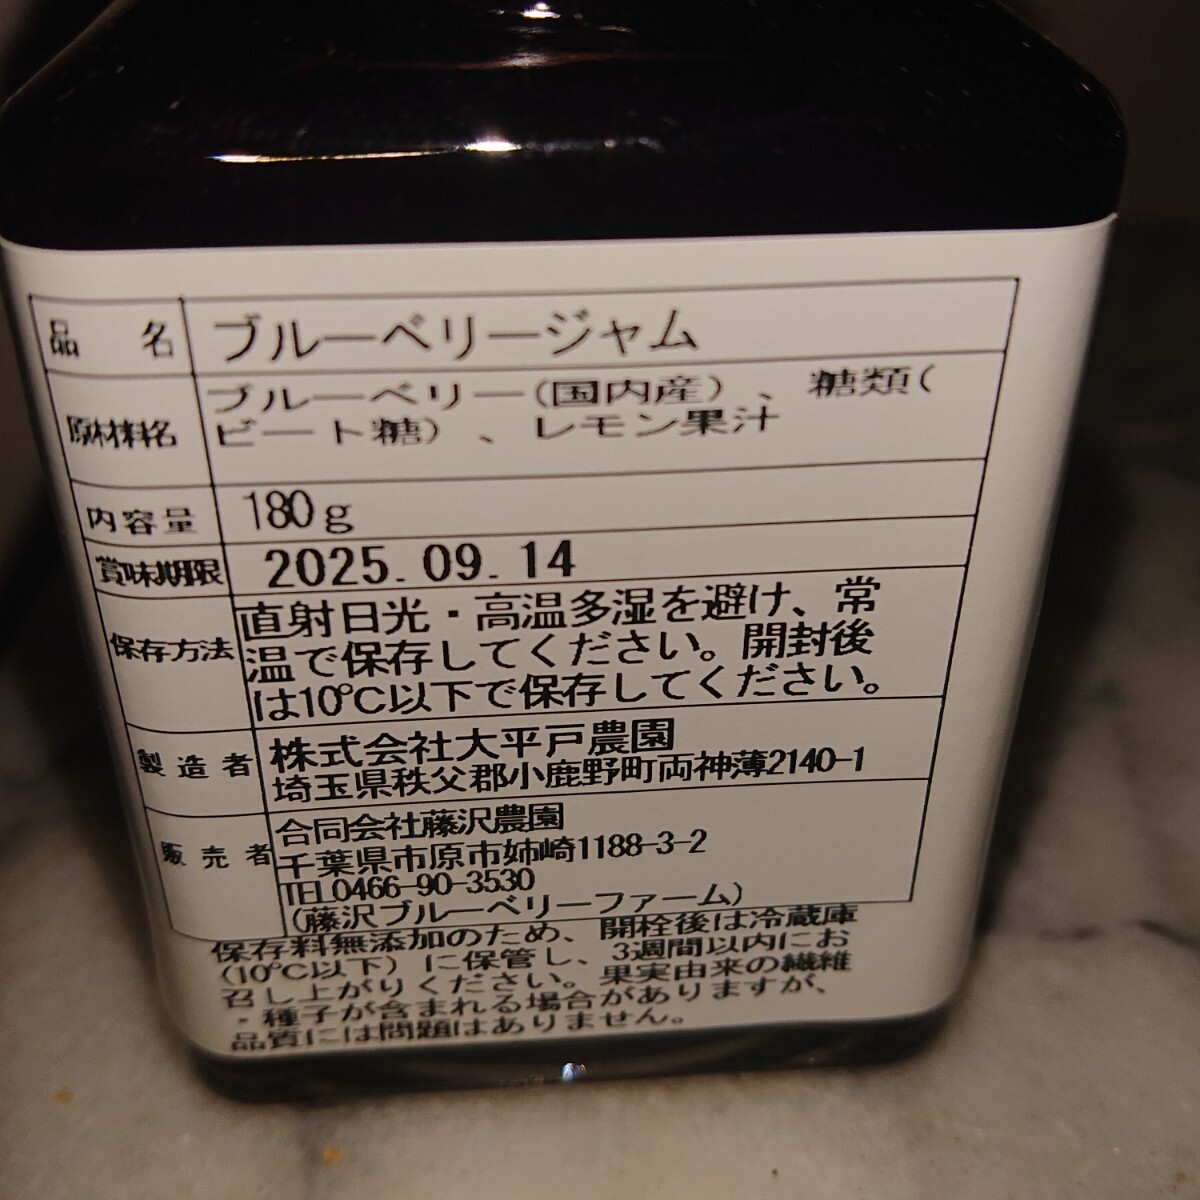 品名 ブルーベリージャム
原材料名 ブルーベリー(国内産)、糖類(
ビート糖)、レモン果汁
内容量 180g
賞味期限 2025.09.14
保存方法 直射日光・高温多湿を避け、常
温で保存してください。開封後
は10℃以下で保存してください。
製造者 株式会社大平戸農園
埼玉県秩父郡小鹿野町両神薄2140-1
販売者 合同会社藤沢農園
千葉県市原市姉崎1188-3-2
TEL0466-90-3530
(藤沢ブルーベリーファーム)
保存料無添加のため、開栓後は冷蔵庫
(10℃以下)に保管し、3週間以内にお
召し上がりください。果実由来の繊維
・種子が含まれる場合がありますが、
品質には問題はありません。